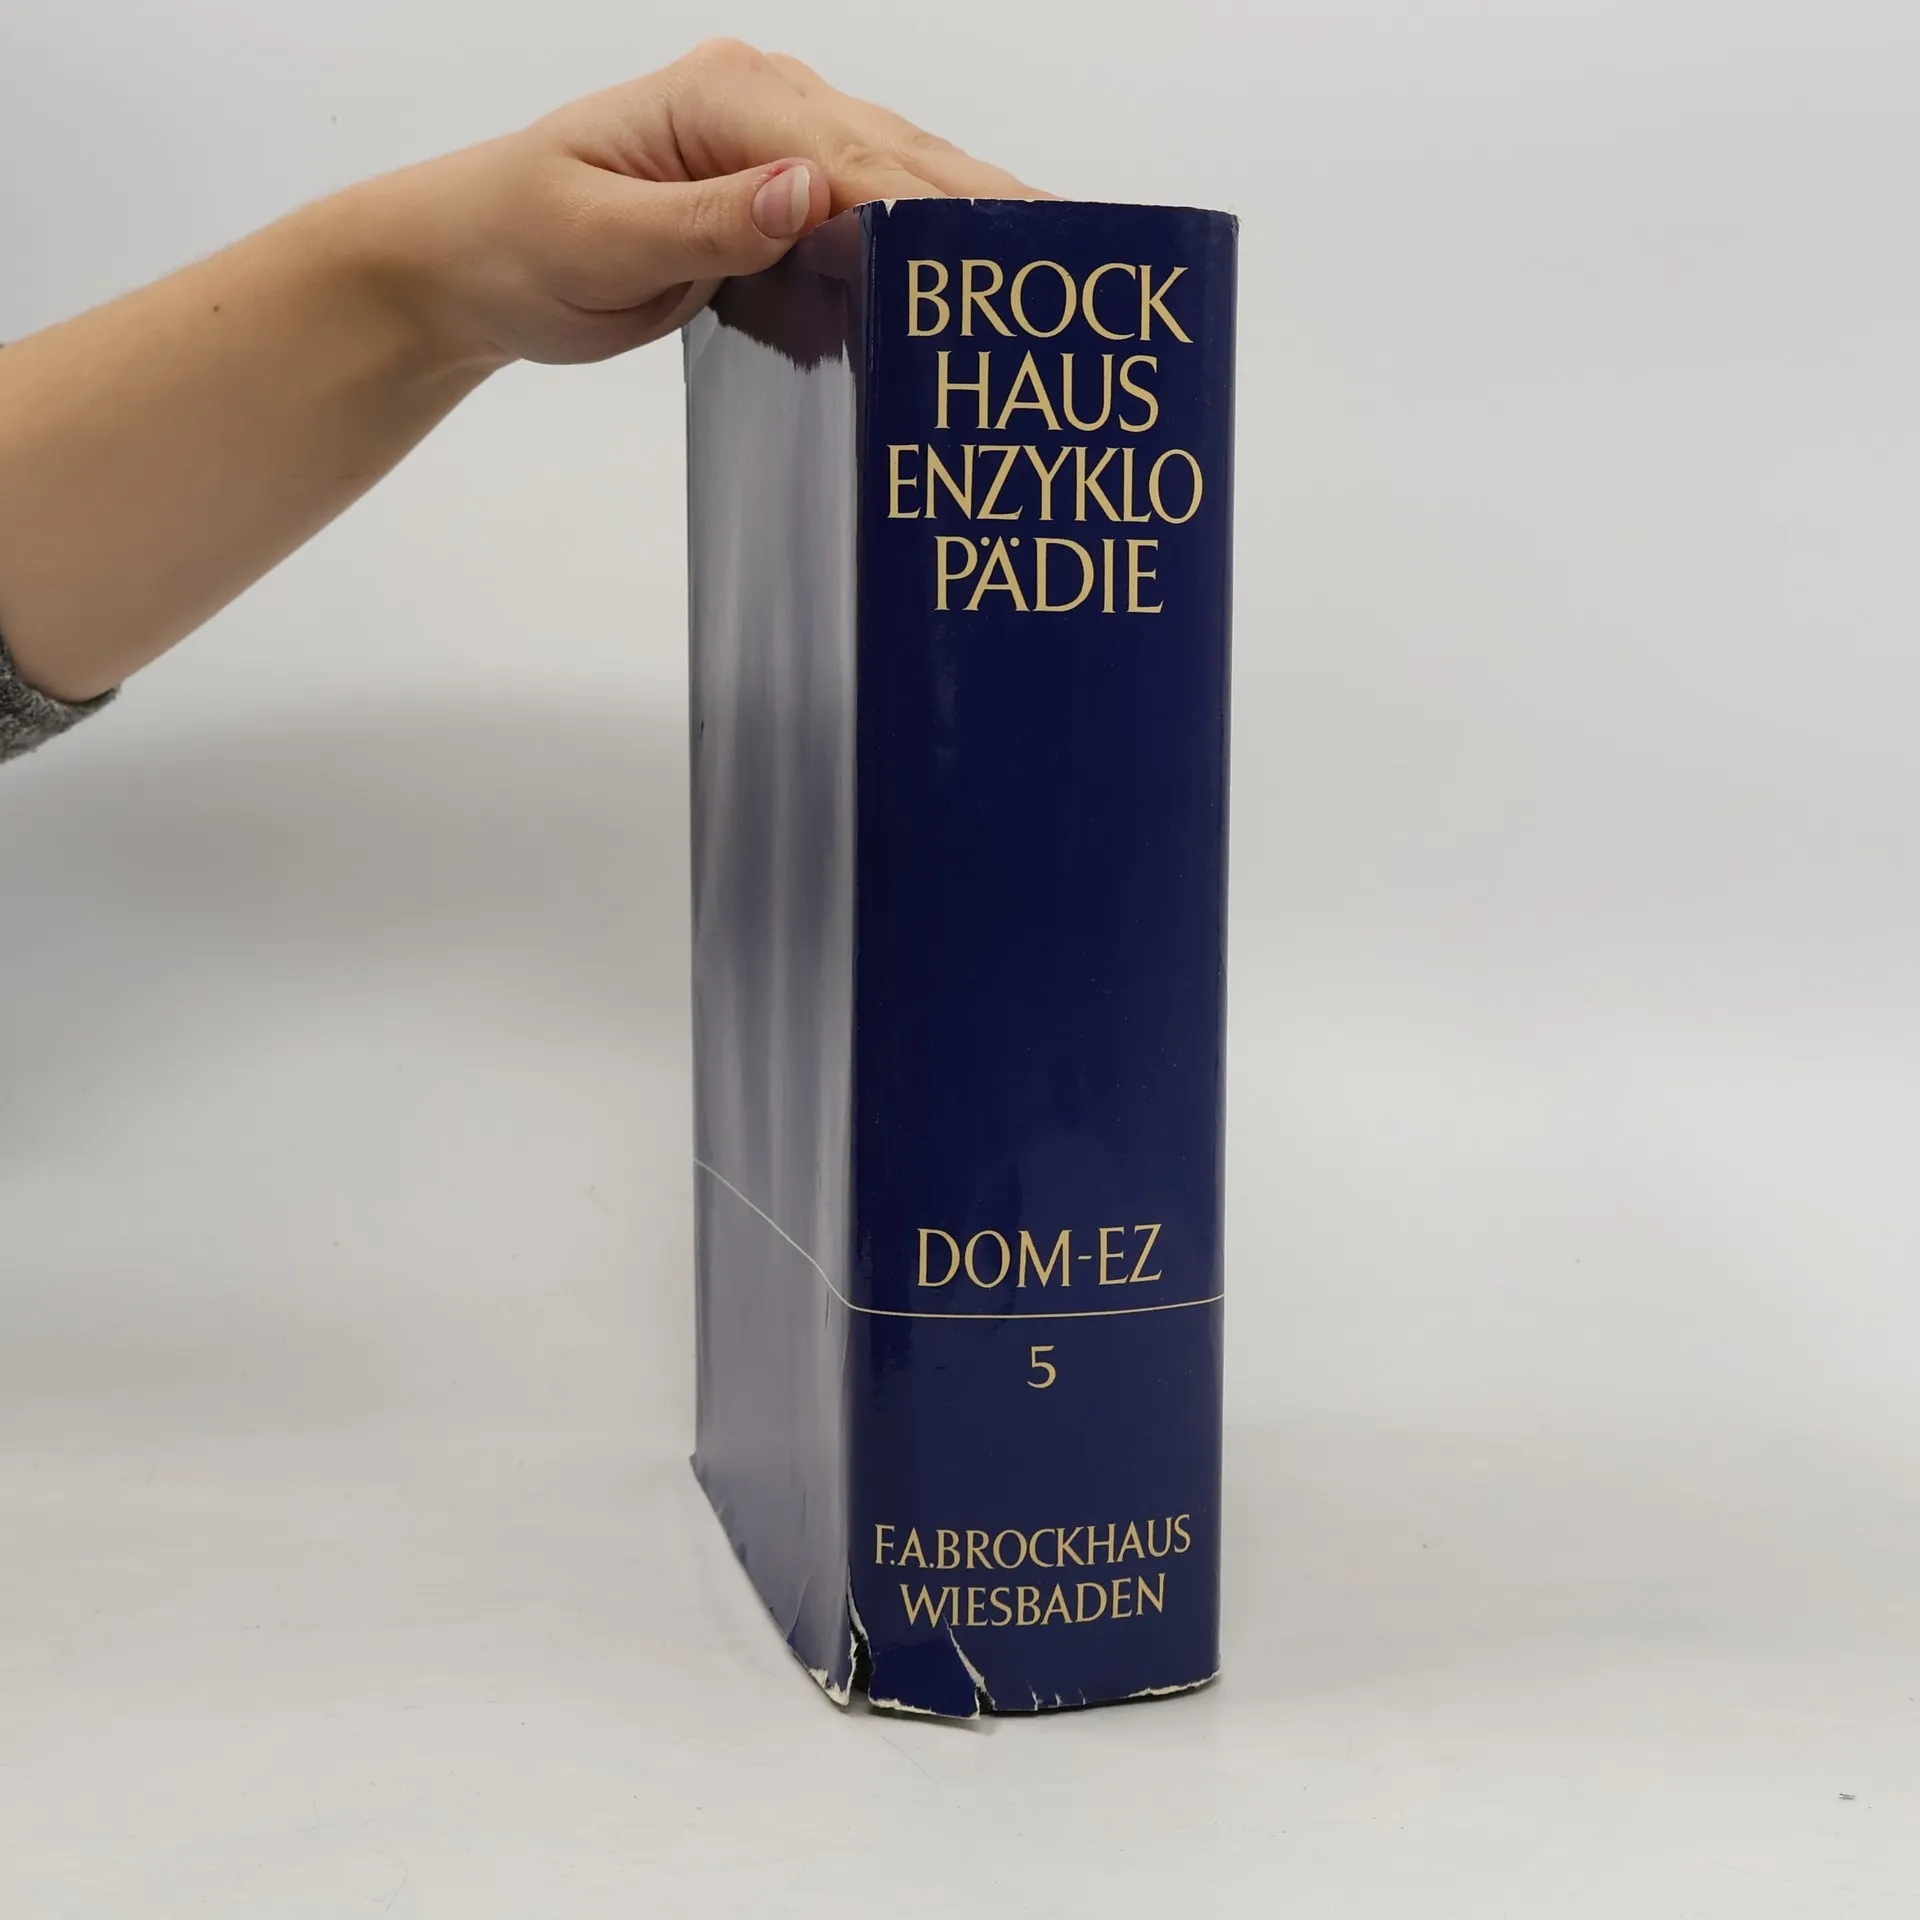 BROCK
HAUS
ENZYKLO
PÄDIE
DOM-EZ
5
F.A.BROCKHAUS
WIESBADEN